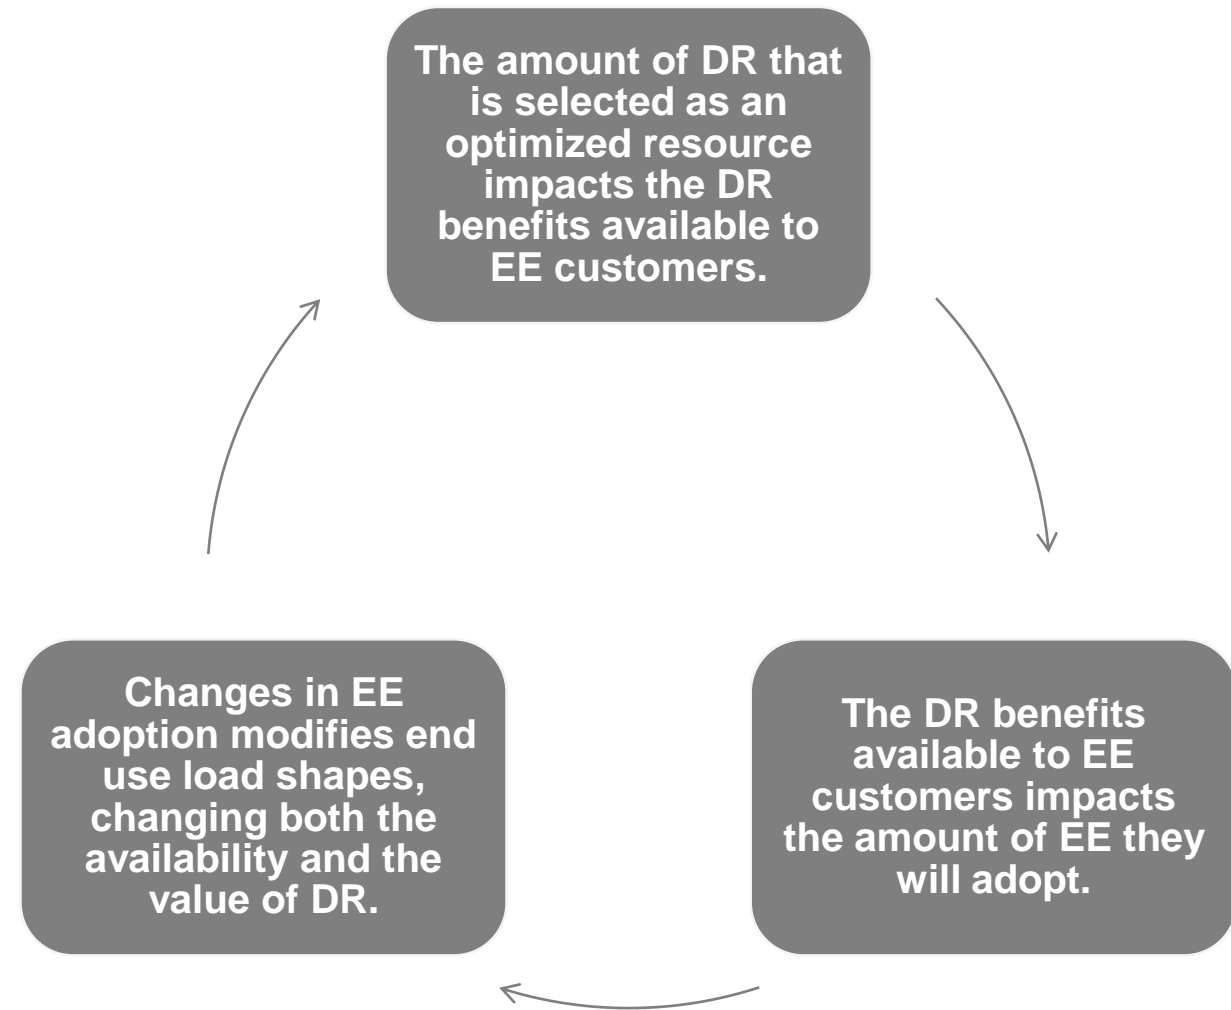 The amount of DR that
is selected as an
optimized resource
impacts the DR
benefits available to
EE customers.
The DR benefits
available to EE
customers impacts
the amount of EE they
will adopt.
Changes in EE
adoption modifies end
use load shapes,
changing both the
availability and the
value of DR.